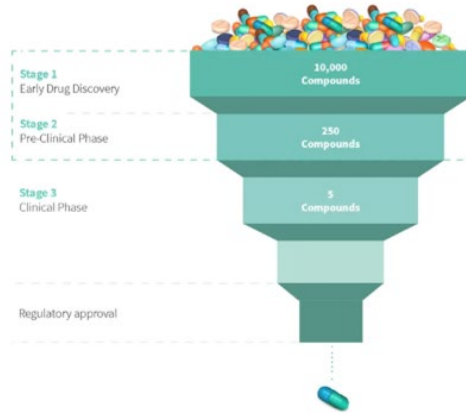 Stage 1
Early Drug Discovery
10,000
Compounds
Stage 2
Pre-Clinical Phase
250
Compounds
Stage 3
Clinical Phase
5
Compounds
Regulatory approval